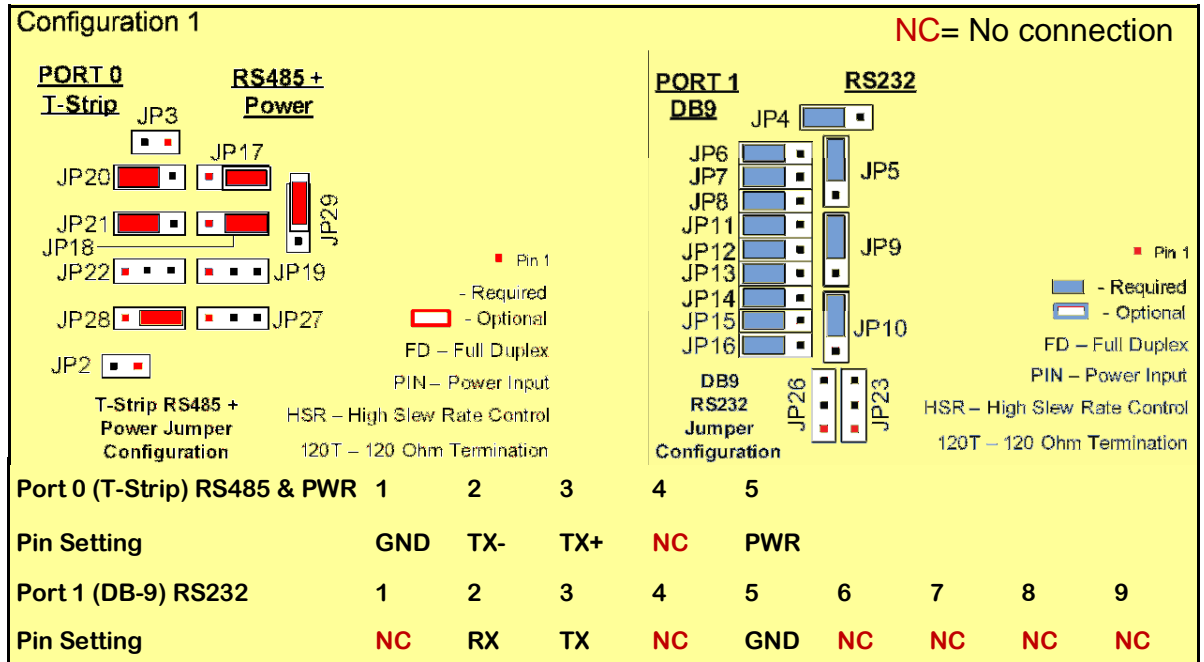 Configuration 1
NC= No connection
PORT 0
T-Strip
RS485 +
Power
JP3
JP17
JP20
JP29
JP21
JP18
JP22
JP19
JP28
JP27
JP2
T-Strip RS485 +
Power Jumper
Configuration
Pin 1
- Required
- Optional
FD – Full Duplex
PIN – Power Input
HSR – High Slew Rate Control
120T – 120 Ohm Termination
PORT 1
DB9
RS232
JP4
JP6
JP7
JP5
JP8
JP11
JP12
JP9
JP13
JP14
JP15
JP10
JP16
JP26
JP23
DB9
RS232
Jumper
Configuration
Pin 1
- Required
- Optional
FD – Full Duplex
PIN – Power Input
HSR – High Slew Rate Control
120T – 120 Ohm Termination
Port 0 (T-Strip) RS485 & PWR 1 2 3 4 5
Pin Setting GND TX- TX+ NC PWR
Port 1 (DB-9) RS232 1 2 3 4 5 6 7 8 9
Pin Setting NC RX TX NC GND NC NC NC NC